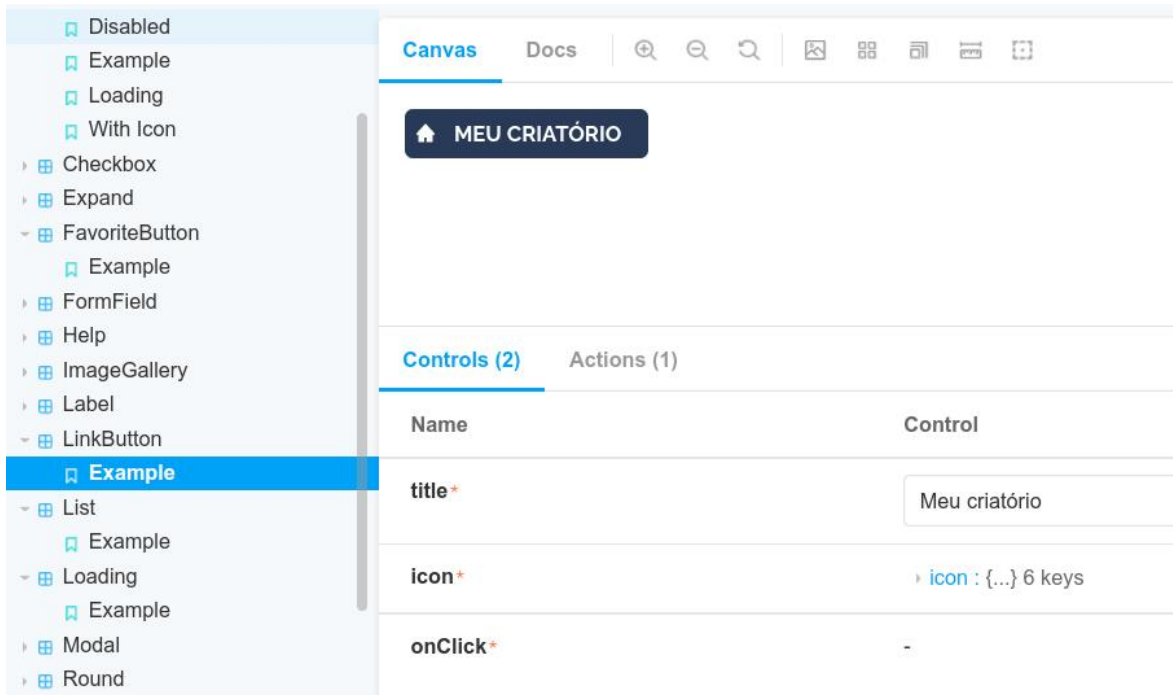 Disabled
Example
Loading
With Icon
Checkbox
Expand
FavoriteButton
Example
FormField
Help
ImageGallery
Label
LinkButton
Example
List
Example
Loading
Example
Modal
Round
Canvas Docs
MEU CRIATÓRIO
Controls (2) Actions (1)
Name Control
title* Meu criatório
icon* icon : {...} 6 keys
onClick* -